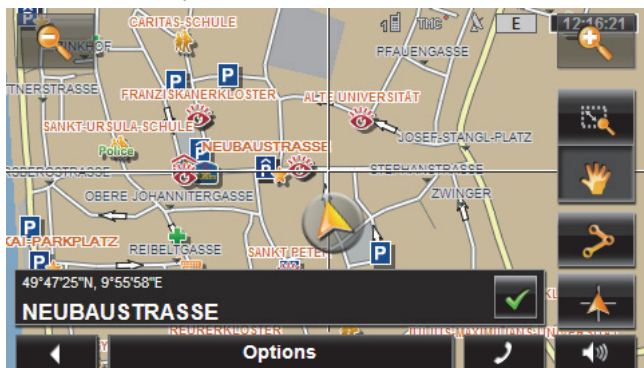 CARITAS-SCHULE
TMC
E
12:16:21
PFAUENGASSE
FRANZISKANERKLOSTER
ALTE UNIVERSITÄT
SANKT-URSULA-SCHULE
Police
NEUBAUSTRASSE
JOSEF-STANGL-PLATZ
STEPHANSTRASSE
OBERE JOHANNITERGASSE
ZWINGER
KAI-PARKPLATZ
REIBELTGASSE
SANKT PETER
49°47'25"N, 9°55'58"E
NEUBAUSTRASSE
REURERKLOSTER
Options